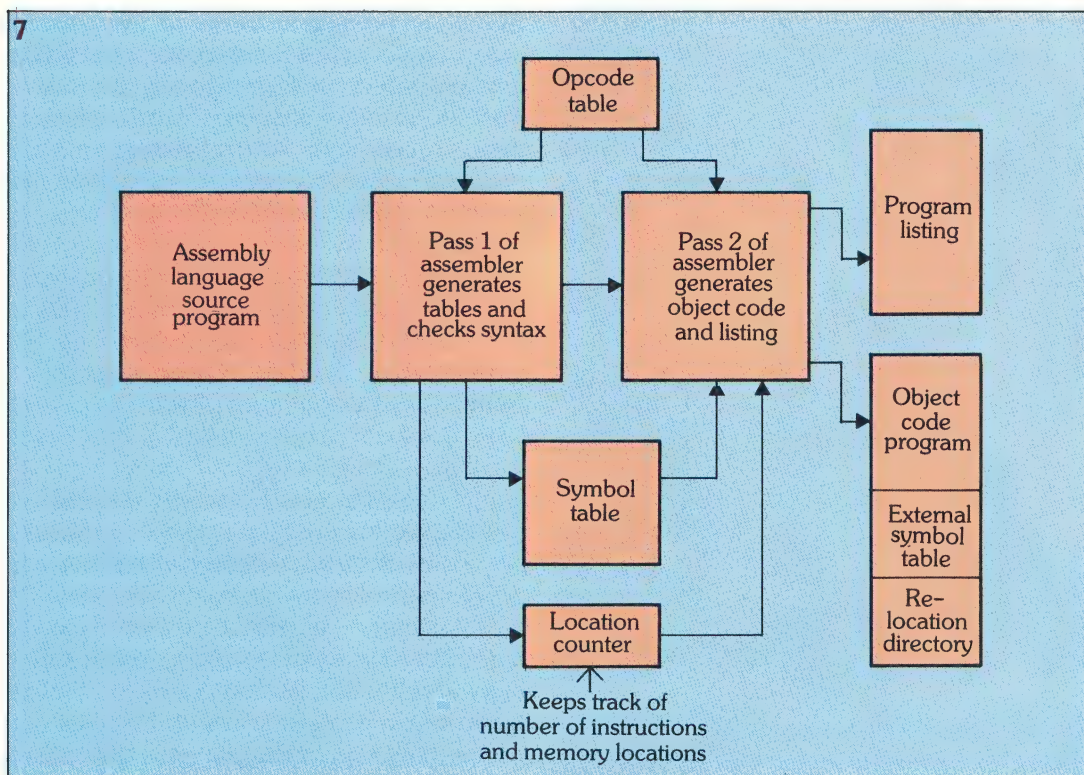 7
Opcode
table
Assembly
language
source
program
Pass 1 of
assembler
generates
tables and
checks syntax
Pass 2 of
assembler
generates
object code
and listing
Program
listing
Symbol
table
Object
code
program
External
symbol
table
Re-
location
directory
Location
counter
Keeps track of
number of instructions
and memory locations